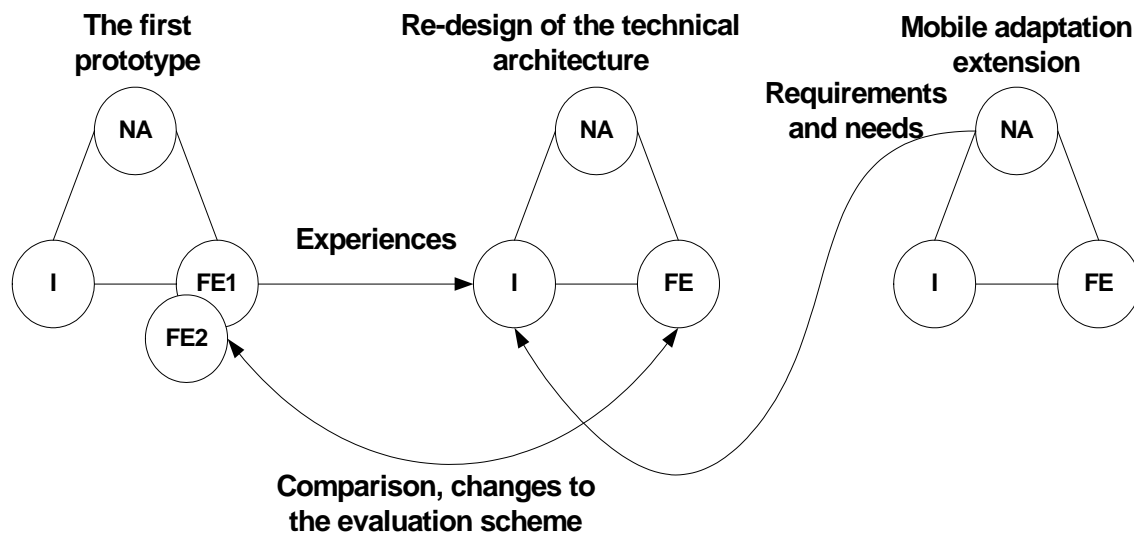 The first
prototype
Re-design of the technical
architecture
Mobile adaptation
extension
Requirements
and needs
NA
NA
NA
Experiences
I
FE1
FE2
I
FE
I
FE
Comparison, changes to
the evaluation scheme